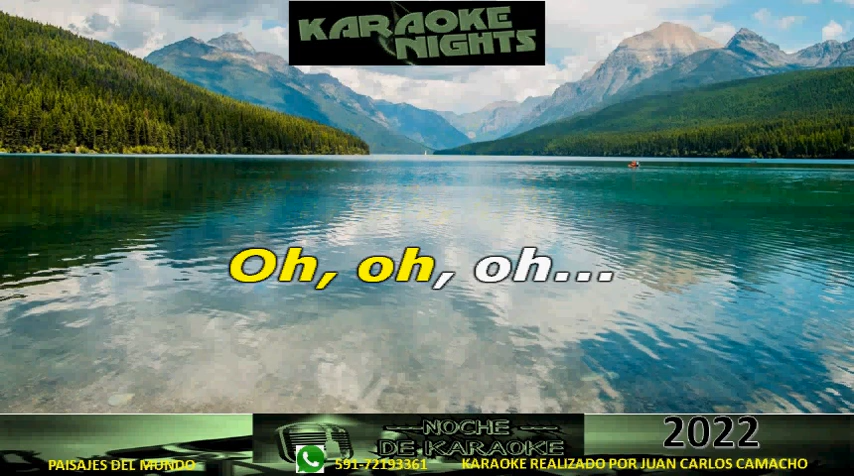 KARAOKE
NIGHTS
Oh, oh, oh...
NOCHE
DE KARAOKE
2022
PAISAJES DEL MUNDO
591-72193361
KARAOKE REALIZADO POR JUAN CARLOS CAMACHO